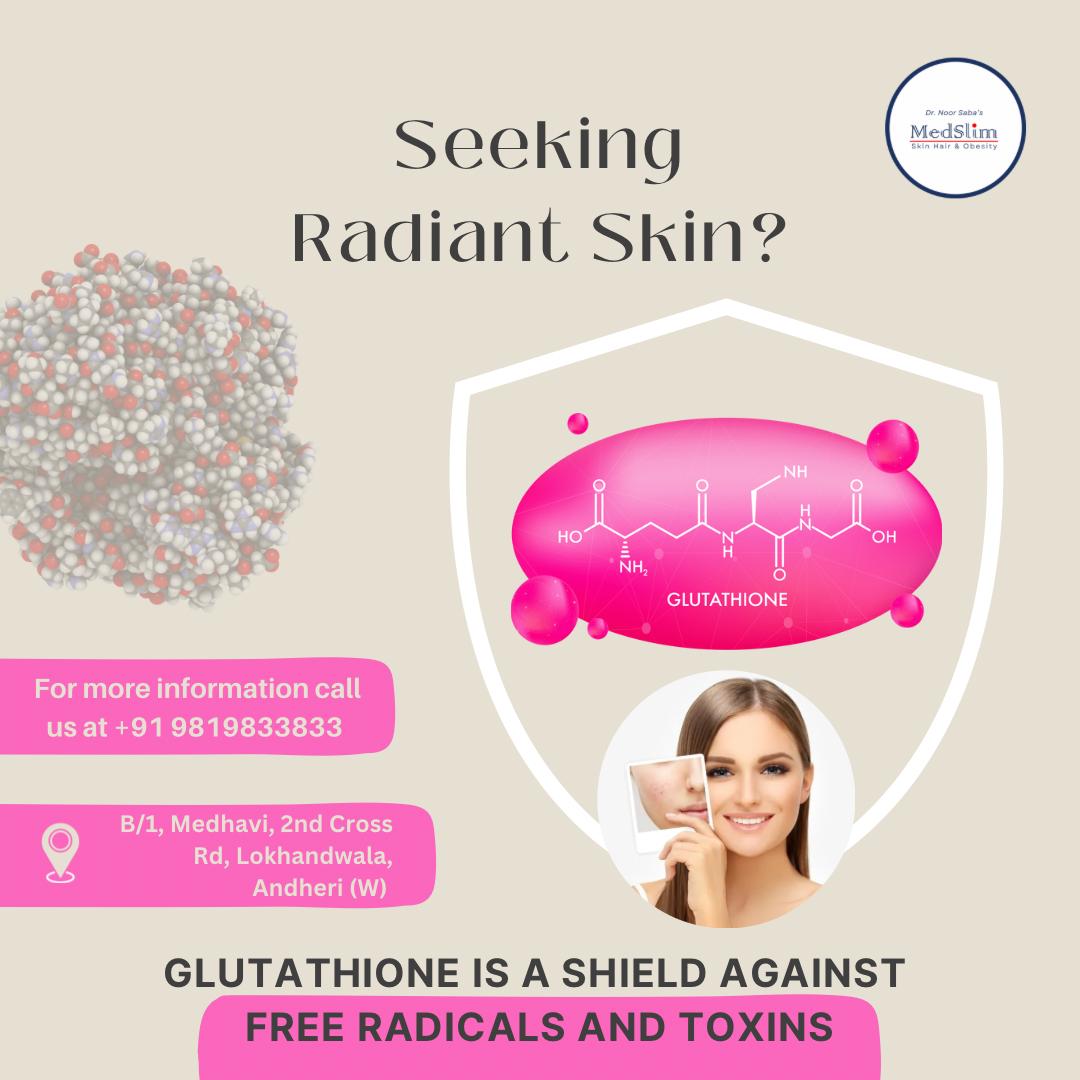 Dr. Noor Saba's
MedSlim
Skin Hair & Obesity
Seeking
Radiant Skin?
NH
O
O
O
H
N
HO
N
H
OH
NH₂
O
GLUTATHIONE
For more information call
us at +91 9819833833
B/1, Medhavi, 2nd Cross
Rd, Lokhandwala,
Andheri (W)
GLUTATHIONE IS A SHIELD AGAINST
FREE RADICALS AND TOXINS